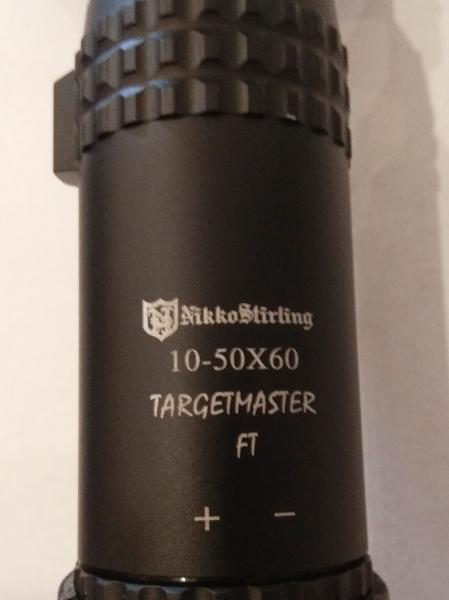 NikkoStirling
10-50X60
TARGETMASTER
FT
+ -